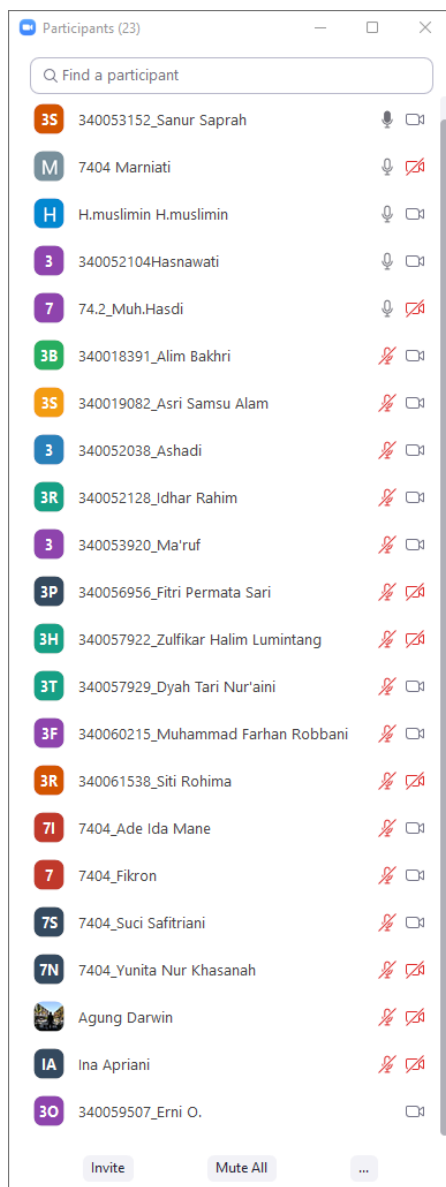 Participants (23)
Find a participant
3S 340053152_Sanur Saprah
M 7404 Marniati
H H.muslimin H.muslimin
3 340052104Hasnawati
7 74.2_Muh.Hasdi
3B 340018391_Alim Bakhri
3S 340019082_Asri Samsu Alam
3 340052038_Ashadi
3R 340052128_Idhar Rahim
3 340053920_Ma'ruf
3P 340056956_Fitri Permata Sari
3H 340057922_Zulfikar Halim Lumintang
3T 340057929_Dyah Tari Nur'aini
3F 340060215_Muhammad Farhan Robbani
3R 340061538_Siti Rohima
7I 7404_Ade Ida Mane
7 7404_Fikron
7S 7404_Suci Safitriani
7N 7404_Yunita Nur Khasanah
Agung Darwin
IA Ina Apriani
3O 340059507_Erni O.
Invite Mute All ...